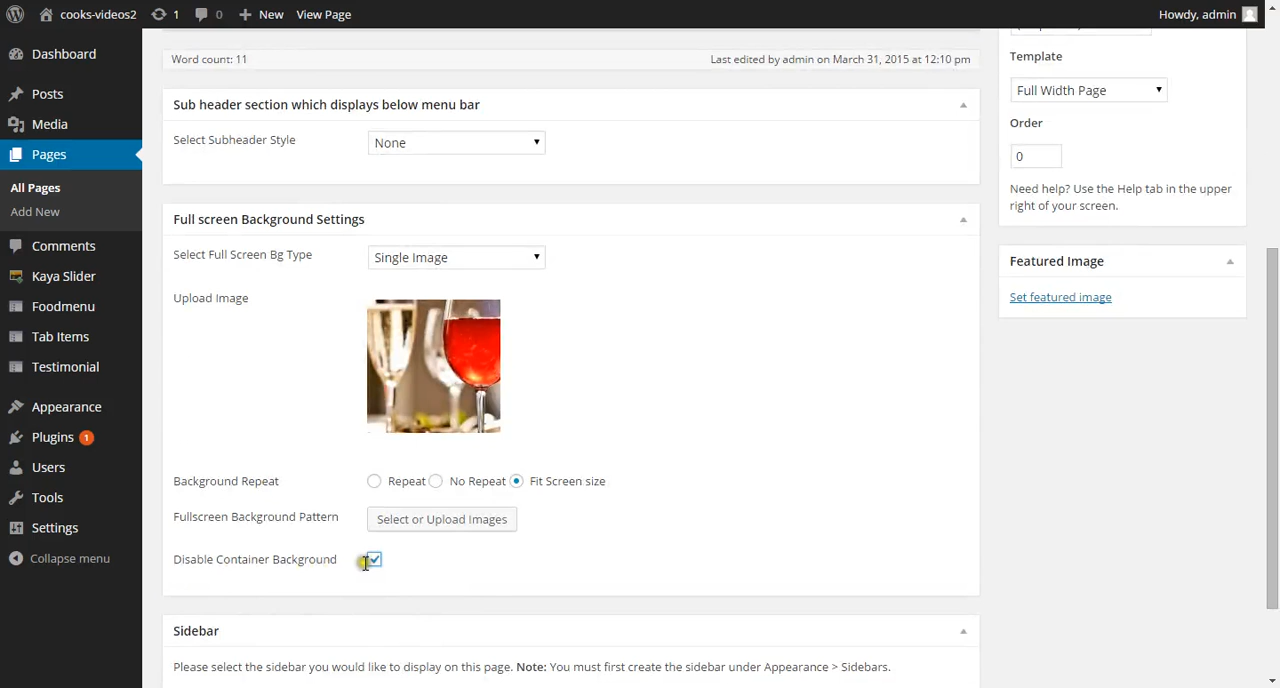 cooks-videos2 1 0 New View Page Howdy, admin
Dashboard
Posts
Media
Pages
All Pages
Add New
Comments
Kaya Slider
Foodmenu
Tab Items
Testimonial
Appearance
Plugins 1
Users
Tools
Settings
Collapse menu
Word count: 11 Last edited by admin on March 31, 2015 at 12:10 pm
Sub header section which displays below menu bar
Select Subheader Style None
Full screen Background Settings
Select Full Screen Bg Type Single Image
Upload Image
Background Repeat Repeat No Repeat Fit Screen size
Fullscreen Background Pattern Select or Upload Images
Disable Container Background
Sidebar
Please select the sidebar you would like to display on this page. Note: You must first create the sidebar under Appearance > Sidebars.
Template
Full Width Page
Order
0
Need help? Use the Help tab in the upper
right of your screen.
Featured Image
Set featured image